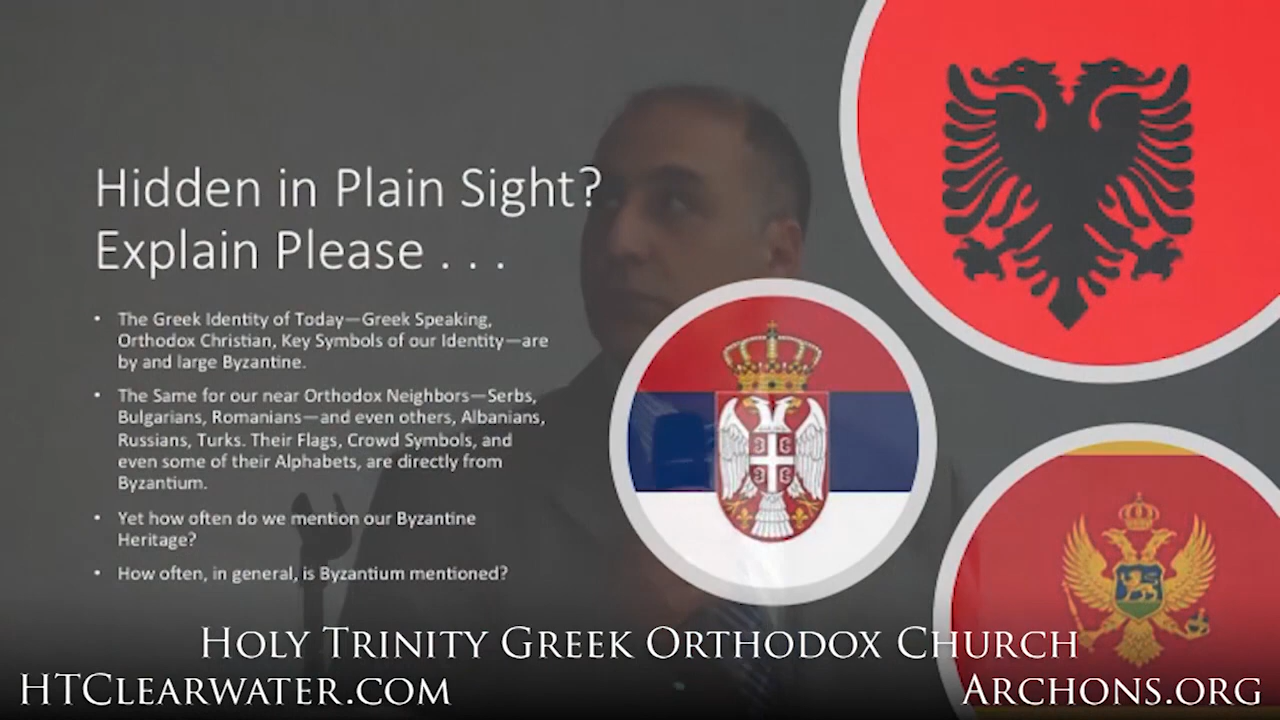 Hidden in Plain Sight?
Explain Please . . .
• The Greek Identity of Today—Greek Speaking,
Orthodox Christian, Key Symbols of our Identity—are
by and large Byzantine.
• The Same for our near Orthodox Neighbors—Serbs,
Bulgarians, Romanians—and even others, Albanians,
Russians, Turks. Their Flags, Crowd Symbols, and
even some of their Alphabets, are directly from
Byzantium.
• Yet how often do we mention our Byzantine
Heritage?
• How often, in general, is Byzantium mentioned?
Holy Trinity Greek Orthodox Church
HTClearwater.com
Archons.org